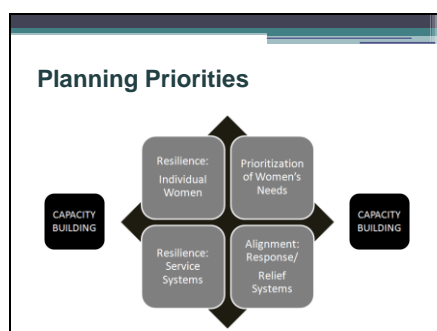 Planning Priorities
Resilience:
Individual
Women
Prioritization
of Women's
Needs
CAPACITY
BUILDING
CAPACITY
BUILDING
Resilience:
Service
Systems
Alignment:
Response/
Relief
Systems